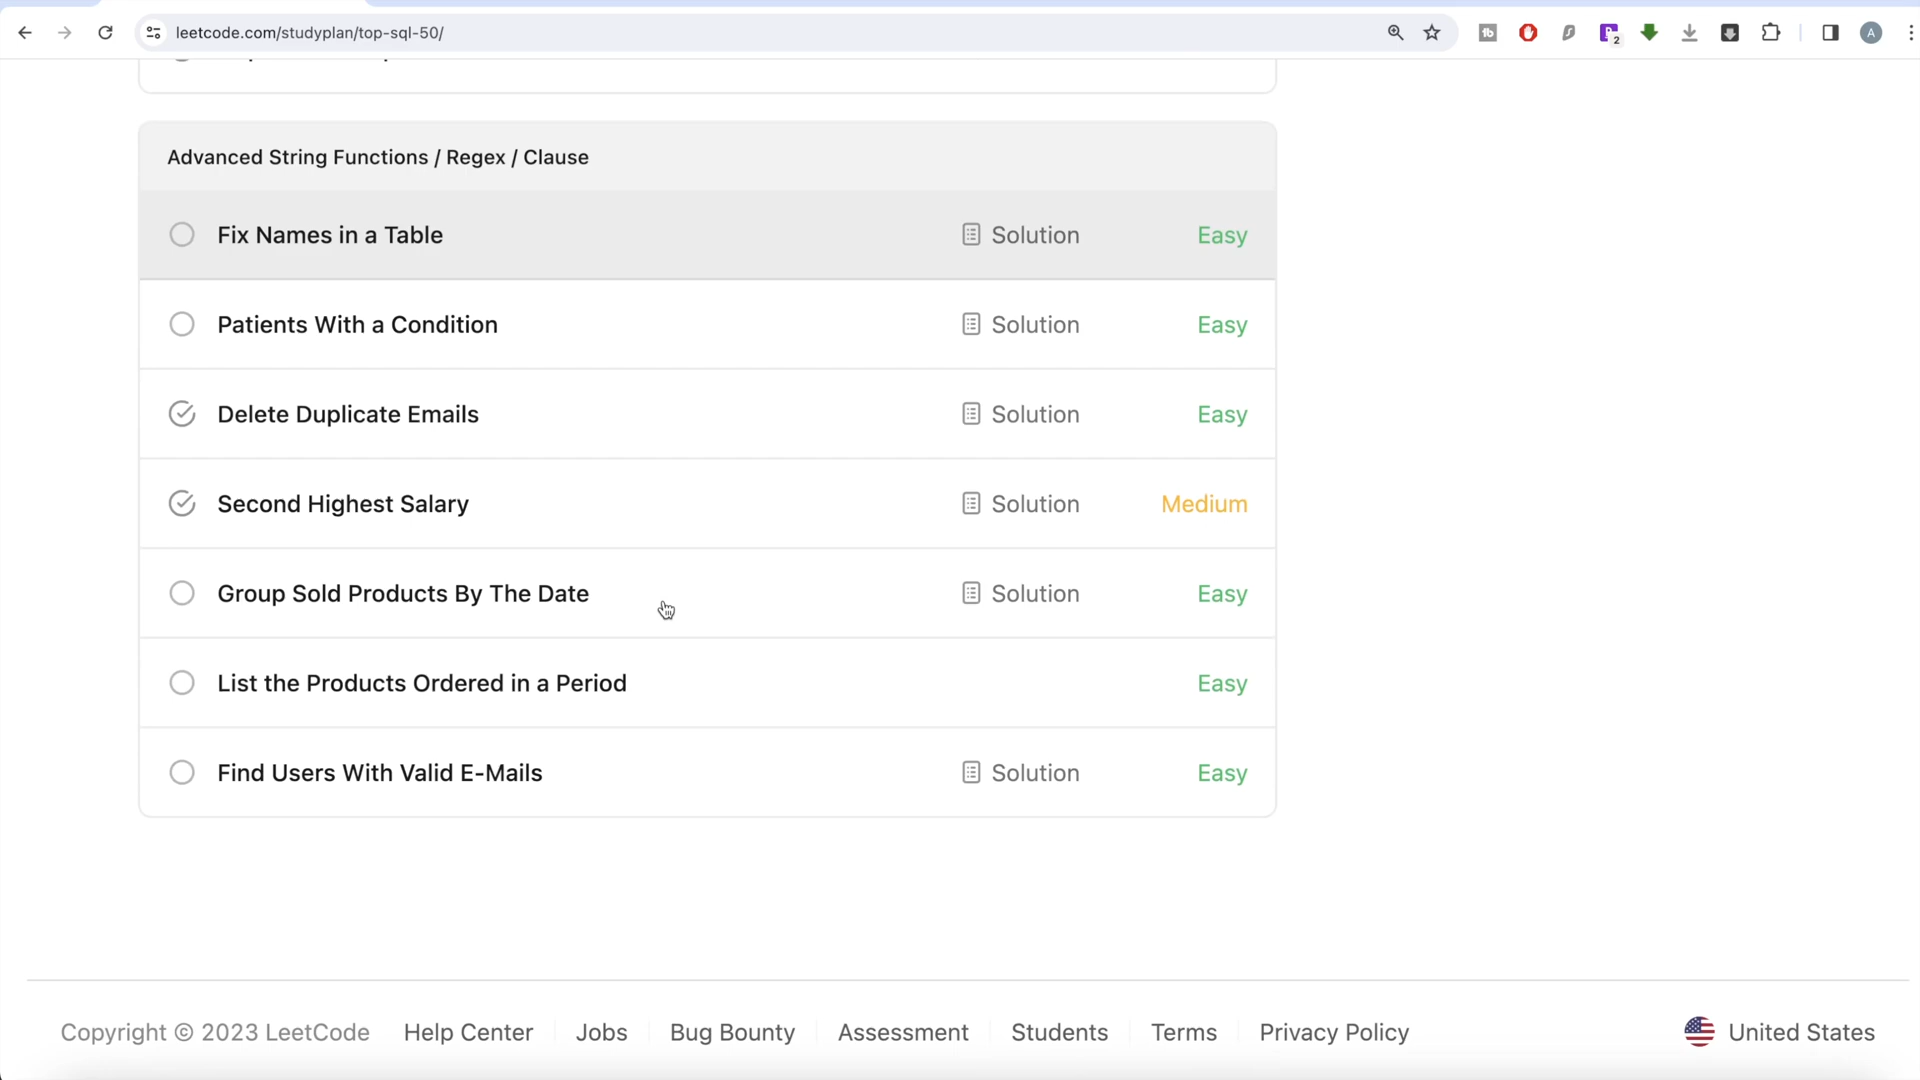 leetcode.com/studyplan/top-sql-50/
Advanced String Functions / Regex / Clause
Fix Names in a Table Solution Easy
Patients With a Condition Solution Easy
Delete Duplicate Emails Solution Easy
Second Highest Salary Solution Medium
Group Sold Products By The Date Solution Easy
List the Products Ordered in a Period Easy
Find Users With Valid E-Mails Solution Easy
Copyright © 2023 LeetCode Help Center Jobs Bug Bounty Assessment Students Terms Privacy Policy United States